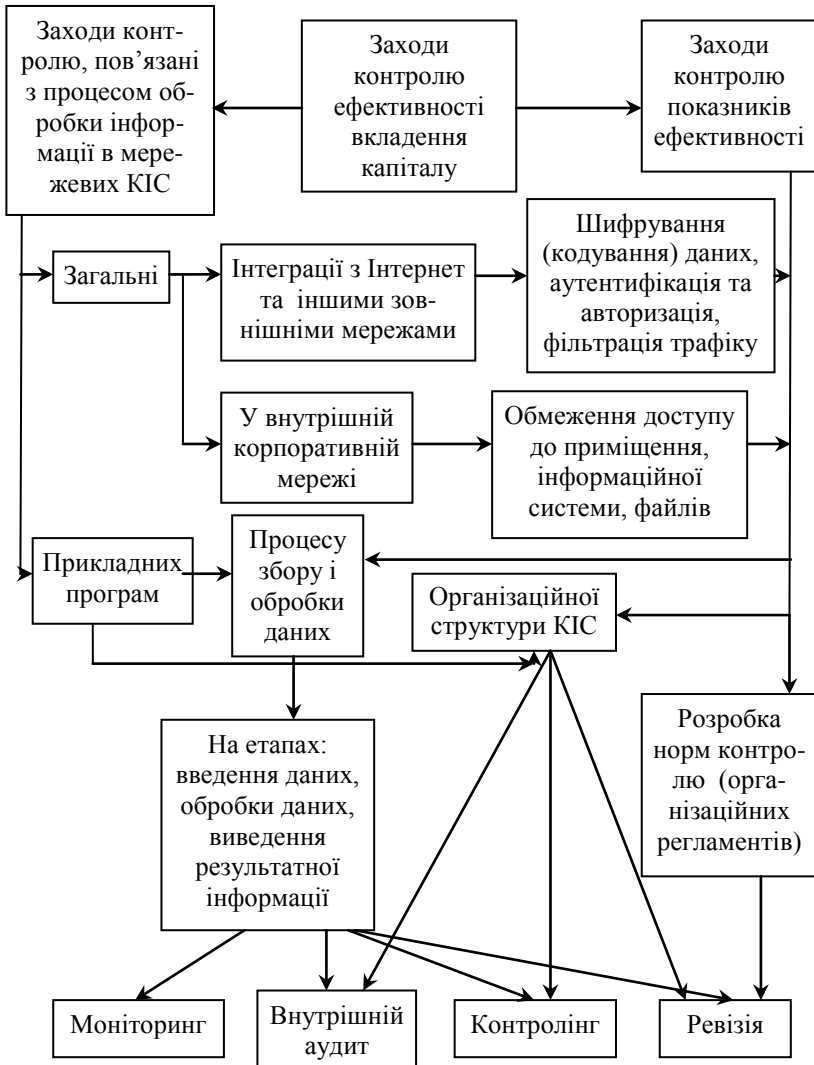 Заходи конт-
ролю, пов’язані
з процесом об-
робки інфор-
мації в мере-
жевих КІС
Заходи
контролю
ефективності
вкладення
капіталу
Заходи
контролю
показників
ефективності
Загальні
Інтеграції з Інтернет
та іншими зов-
нішніми мережами
Шифрування
(кодування) даних,
аутентифікація та
авторизація,
фільтрація трафіку
У внутрішній
корпоративній
мережі
Обмеження доступу
до приміщення,
інформаційної
системи, файлів
Прикладних
програм
Процесу
збору і
обробки
даних
Організаційної
структури КІС
На етапах:
введення даних,
обробки даних,
виведення
результатної
інформації
Розробка
норм контро-
лю (орга-
нізаційних
регламентів)
Моніторинг
Внутрішній
аудит
Контролінг
Ревізія